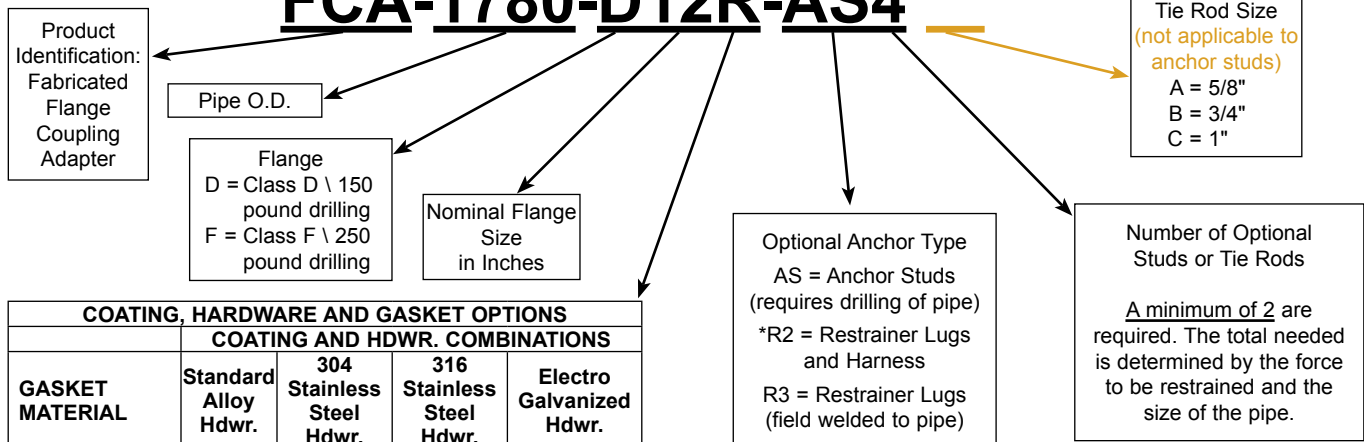 FCA-1780-D12R-AS4
Product
Identification:
Fabricated
Flange
Coupling
Adapter
Pipe O.D.
Flange
D = Class D \ 150
pound drilling
F = Class F \ 250
pound drilling
Nominal Flange
Size
in Inches
Optional Anchor Type
AS = Anchor Studs
(requires drilling of pipe)
*R2 = Restrainer Lugs
and Harness
R3 = Restrainer Lugs
(field welded to pipe)
Number of Optional
Studs or Tie Rods
A minimum of 2 are
required. The total needed
is determined by the force
to be restrained and the
size of the pipe.
Tie Rod Size
(not applicable to
anchor studs)
A = 5/8"
B = 3/4"
C = 1"
COATING, HARDWARE AND GASKET OPTIONS
COATING AND HDWR. COMBINATIONS
GASKET
MATERIAL
Standard
Alloy
Hdwr.
304
Stainless
Steel
Hdwr.
316
Stainless
Steel
Hdwr.
Electro
Galvanized
Hdwr.